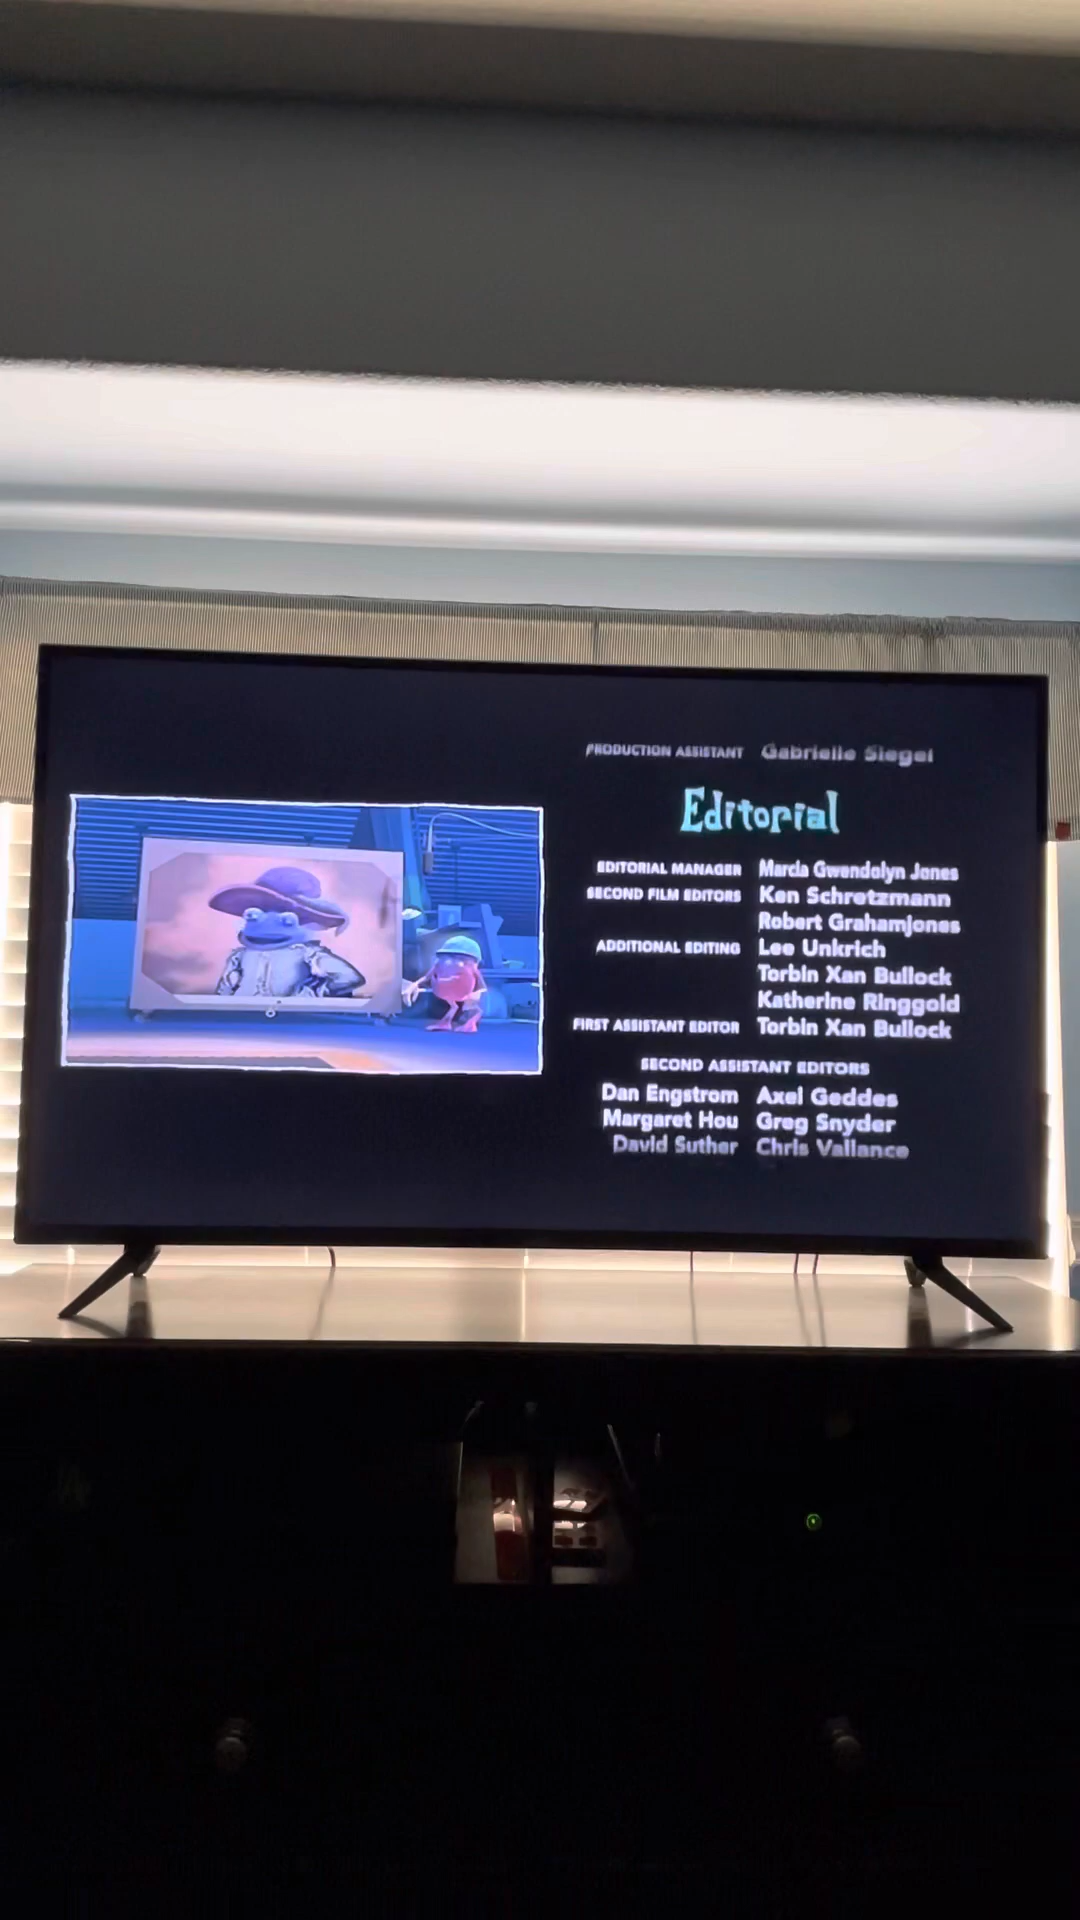 PRODUCTION ASSISTANT Gabrielle Siegel
Editorial
EDITORIAL MANAGER Marcia Gwendolyn Jones
SECOND FILM EDITORS Ken Schretzmann
Robert Grahamjones
ADDITIONAL EDITING Lee Unkrich
Torbin Xan Bullock
Katherine Ringgold
FIRST ASSISTANT EDITOR Torbin Xan Bullock
SECOND ASSISTANT EDITORS
Dan Engstrom Axel Geddes
Margaret Hou Greg Snyder
David Suther Chris Vallance